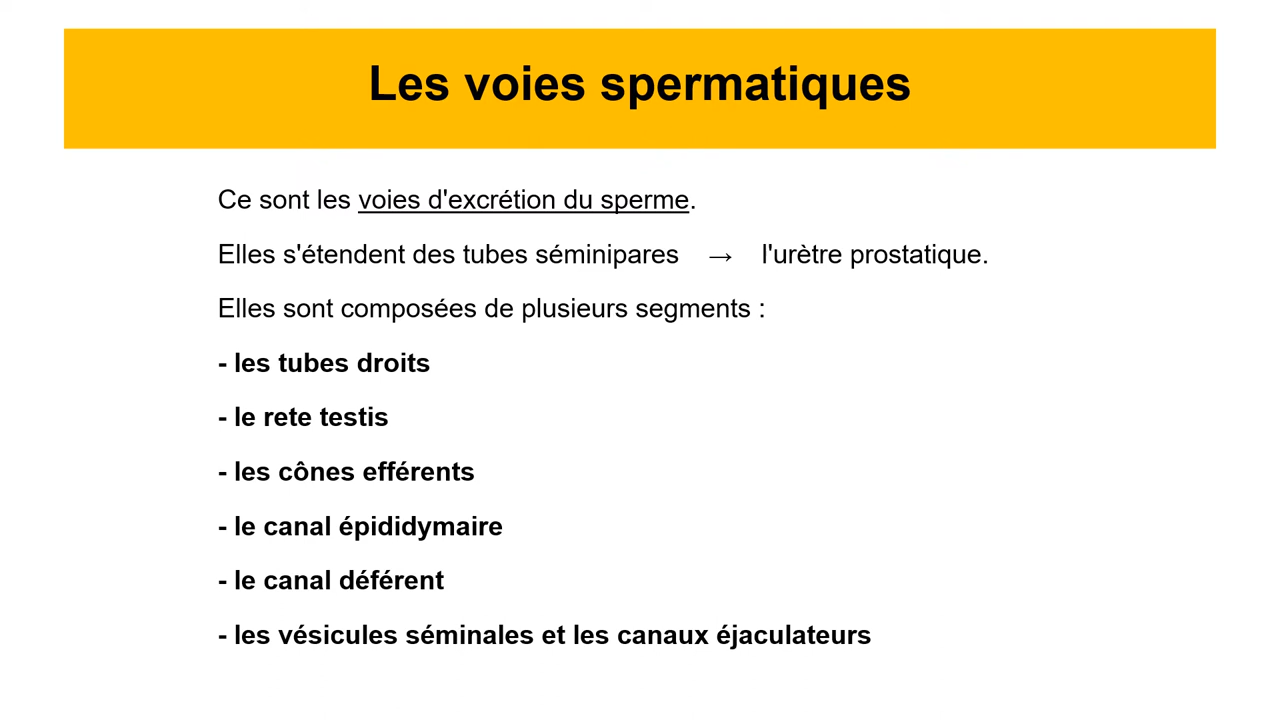 Les voies spermatiques
Ce sont les voies d'excrétion du sperme.
Elles s'étendent des tubes séminipares → l'urètre prostatique.
Elles sont composées de plusieurs segments :
- les tubes droits
- le rete testis
- les cônes efférents
- le canal épididymaire
- le canal déférent
- les vésicules séminales et les canaux éjaculateurs